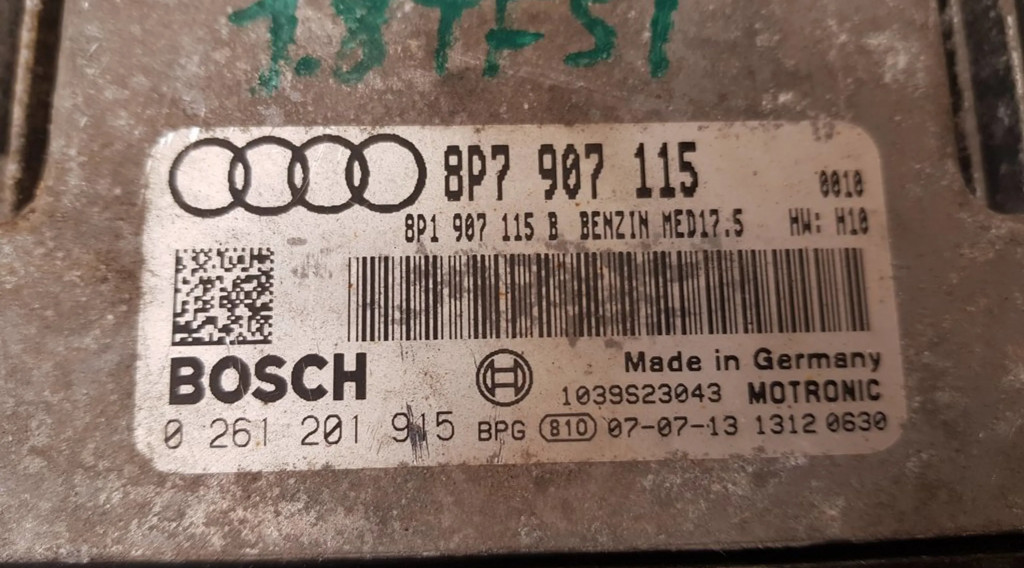 1.8TFSI
8P7 907 115 0010
8P1 907 115 B BENZIN MED17.5 HW: H10
BOSCH Made in Germany
1039S23043 MOTRONIC
0 261 201 915 BPG 810 07-07-13 1312 0630